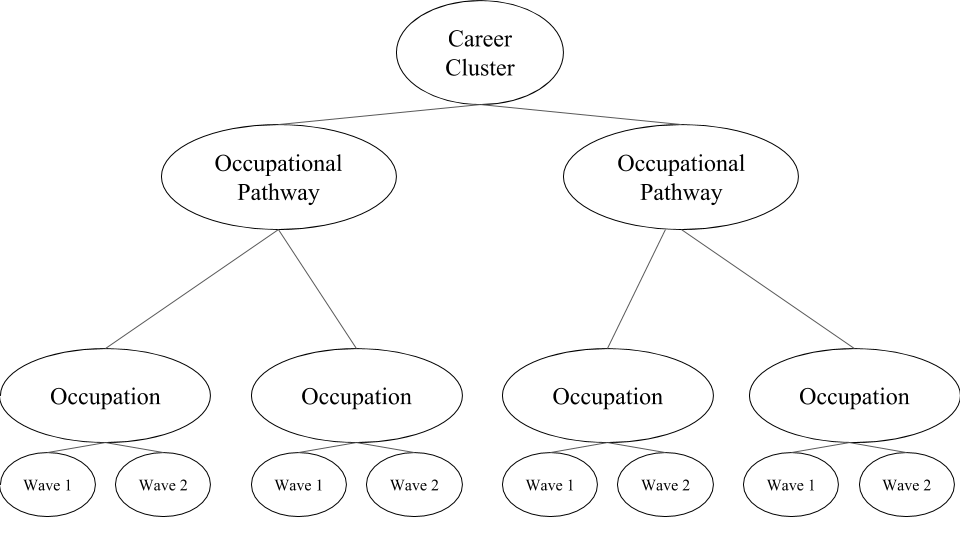 Career
Cluster
Occupational
Pathway
Occupational
Pathway
Occupation
Occupation
Occupation
Occupation
Wave 1
Wave 2
Wave 1
Wave 2
Wave 1
Wave 2
Wave 1
Wave 2